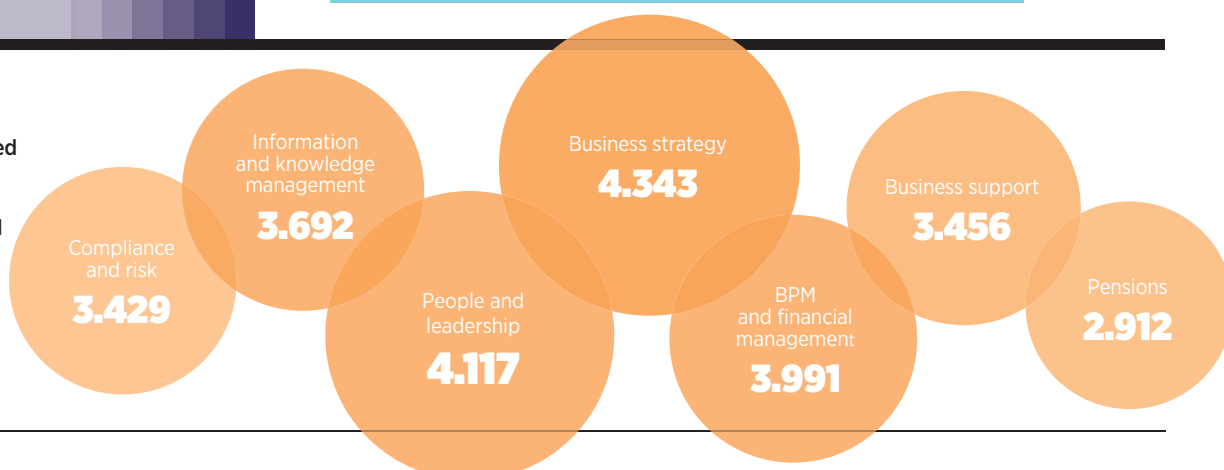 ed
Compliance
and risk
3.429
Information
and knowledge
management
3.692
People and
leadership
4.117
Business strategy
4.343
BPM
and financial
management
3.991
Business support
3.456
Pensions
2.912